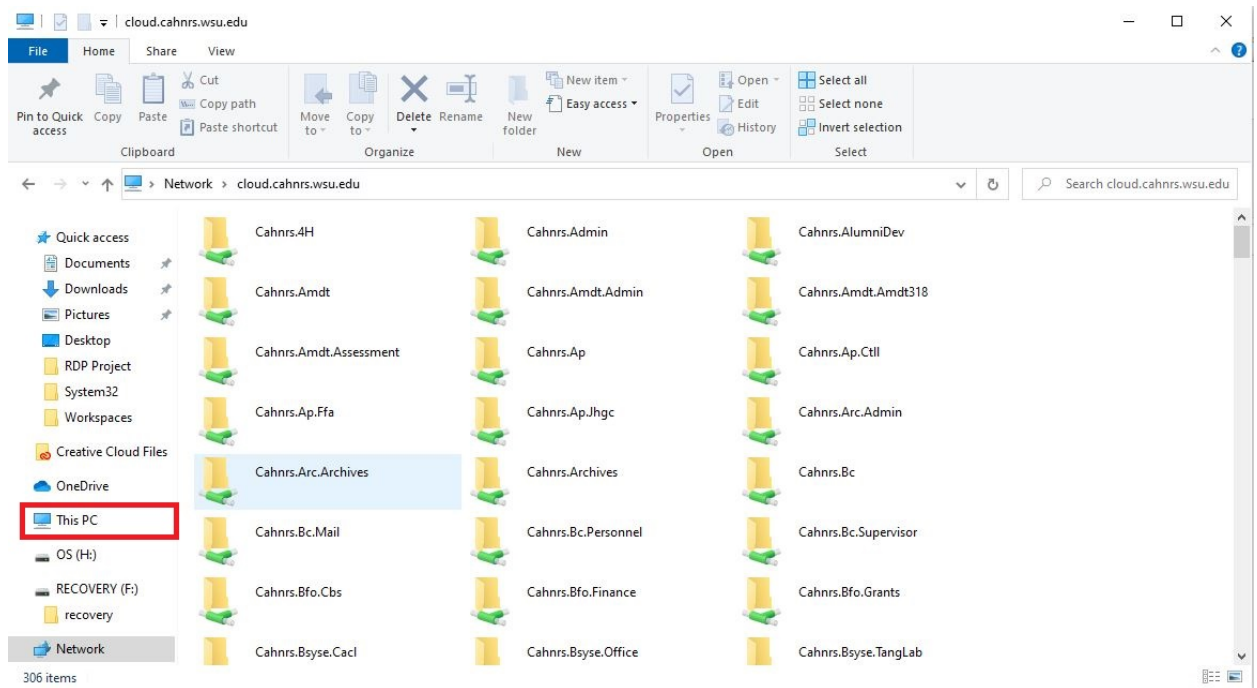 cloud.cahnrs.wsu.edu
File Home Share View
Pin to Quick access
Copy
Paste
Cut
Copy path
Paste shortcut
Clipboard
Move to
Copy to
Delete
Rename
Organize
New folder
New item
Easy access
New
Properties
Open
Edit
History
Open
Select all
Select none
Invert selection
Select
Network > cloud.cahnrs.wsu.edu
Search cloud.cahnrs.wsu.edu
Quick access
Documents
Downloads
Pictures
Desktop
RDP Project
System32
Workspaces
Creative Cloud Files
OneDrive
This PC
OS (H:)
RECOVERY (F:)
recovery
Network
Cahnrs.4H Cahnrs.Admin Cahnrs.AlumniDev
Cahnrs.Amdt Cahnrs.Amdt.Admin Cahnrs.Amdt.Amdt318
Cahnrs.Amdt.Assessment Cahnrs.Ap Cahnrs.Ap.Ctll
Cahnrs.Ap.Ffa Cahnrs.Ap.Jhgc Cahnrs.Arc.Admin
Cahnrs.Arc.Archives Cahnrs.Archives Cahnrs.Bc
Cahnrs.Bc.Mail Cahnrs.Bc.Personnel Cahnrs.Bc.Supervisor
Cahnrs.Bfo.Cbs Cahnrs.Bfo.Finance Cahnrs.Bfo.Grants
Cahnrs.Bsyse.Cacl Cahnrs.Bsyse.Office Cahnrs.Bsyse.TangLab
306 items